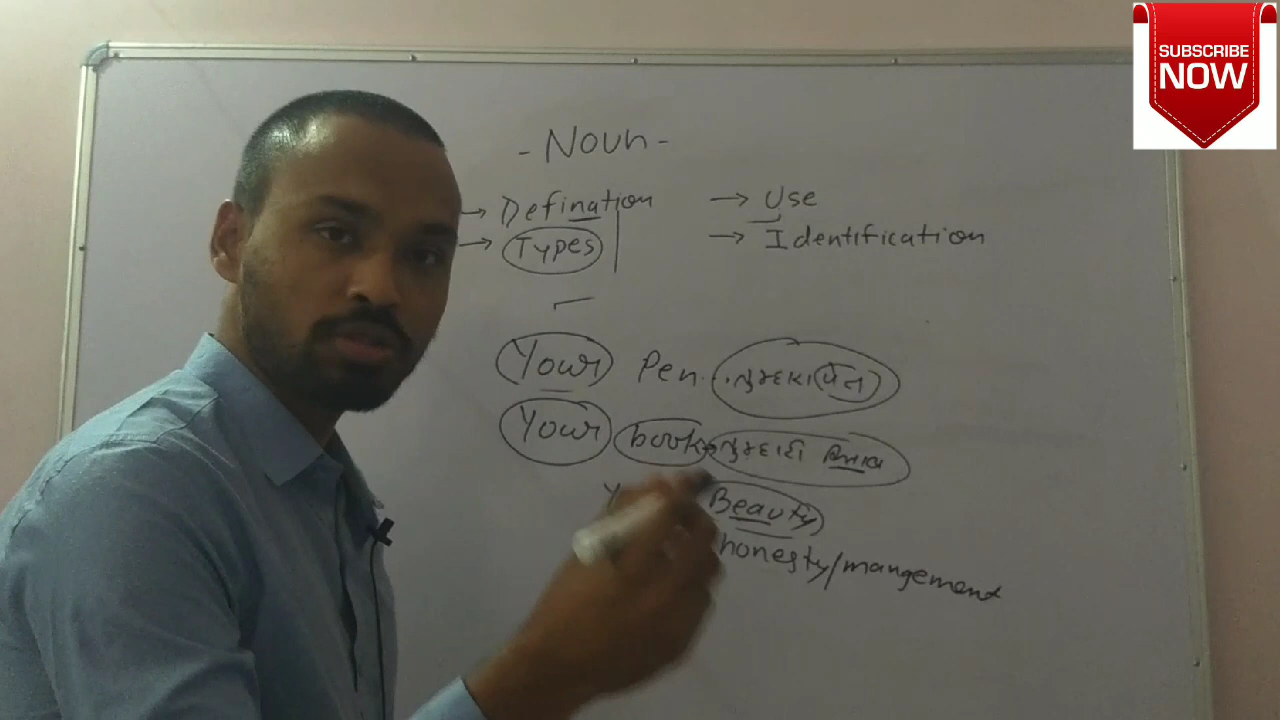 SUBSCRIBE
NOW
- Noun -
→ Defination
→ Types
→ Use
→ Identification
Your Pen. तुम्हारा पेन
Your book तुम्हारी किताब
Beauty
honesty/mangement